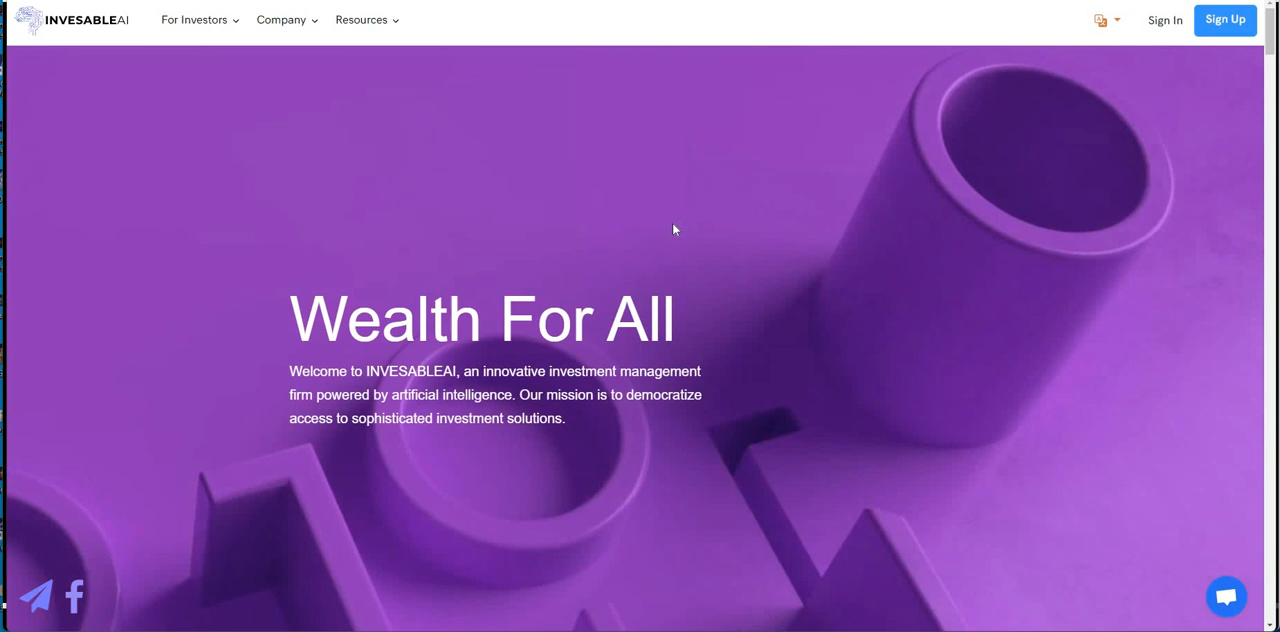 INVESABLEAI
For Investors
Company
Resources
Sign In
Sign Up
Wealth For All
Welcome to INVESABLEAI, an innovative investment management
firm powered by artificial intelligence. Our mission is to democratize
access to sophisticated investment solutions.